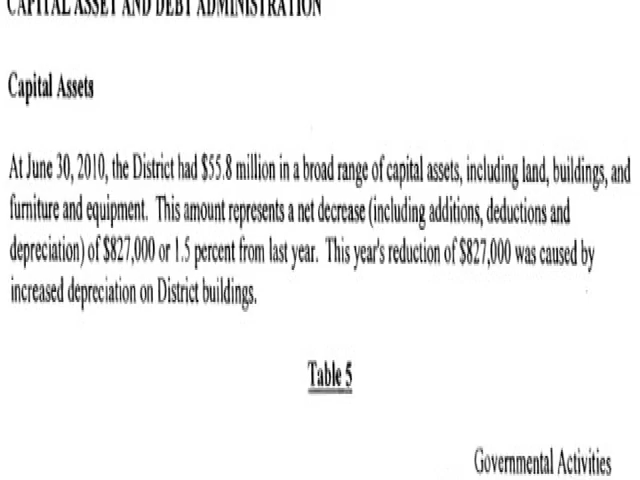 CAPITAL ASSET AND DEBT ADMINISTRATION
Capital Assets
At June 30, 2010, the District had $55.8 million in a broad range of capital assets, including land, buildings, and
furniture and equipment. This amount represents a net decrease (including additions, deductions and
depreciation) of $827,000 or 1.5 percent from last year. This year's reduction of $827,000 was caused by
increased depreciation on District buildings.
Table 5
Governmental Activities